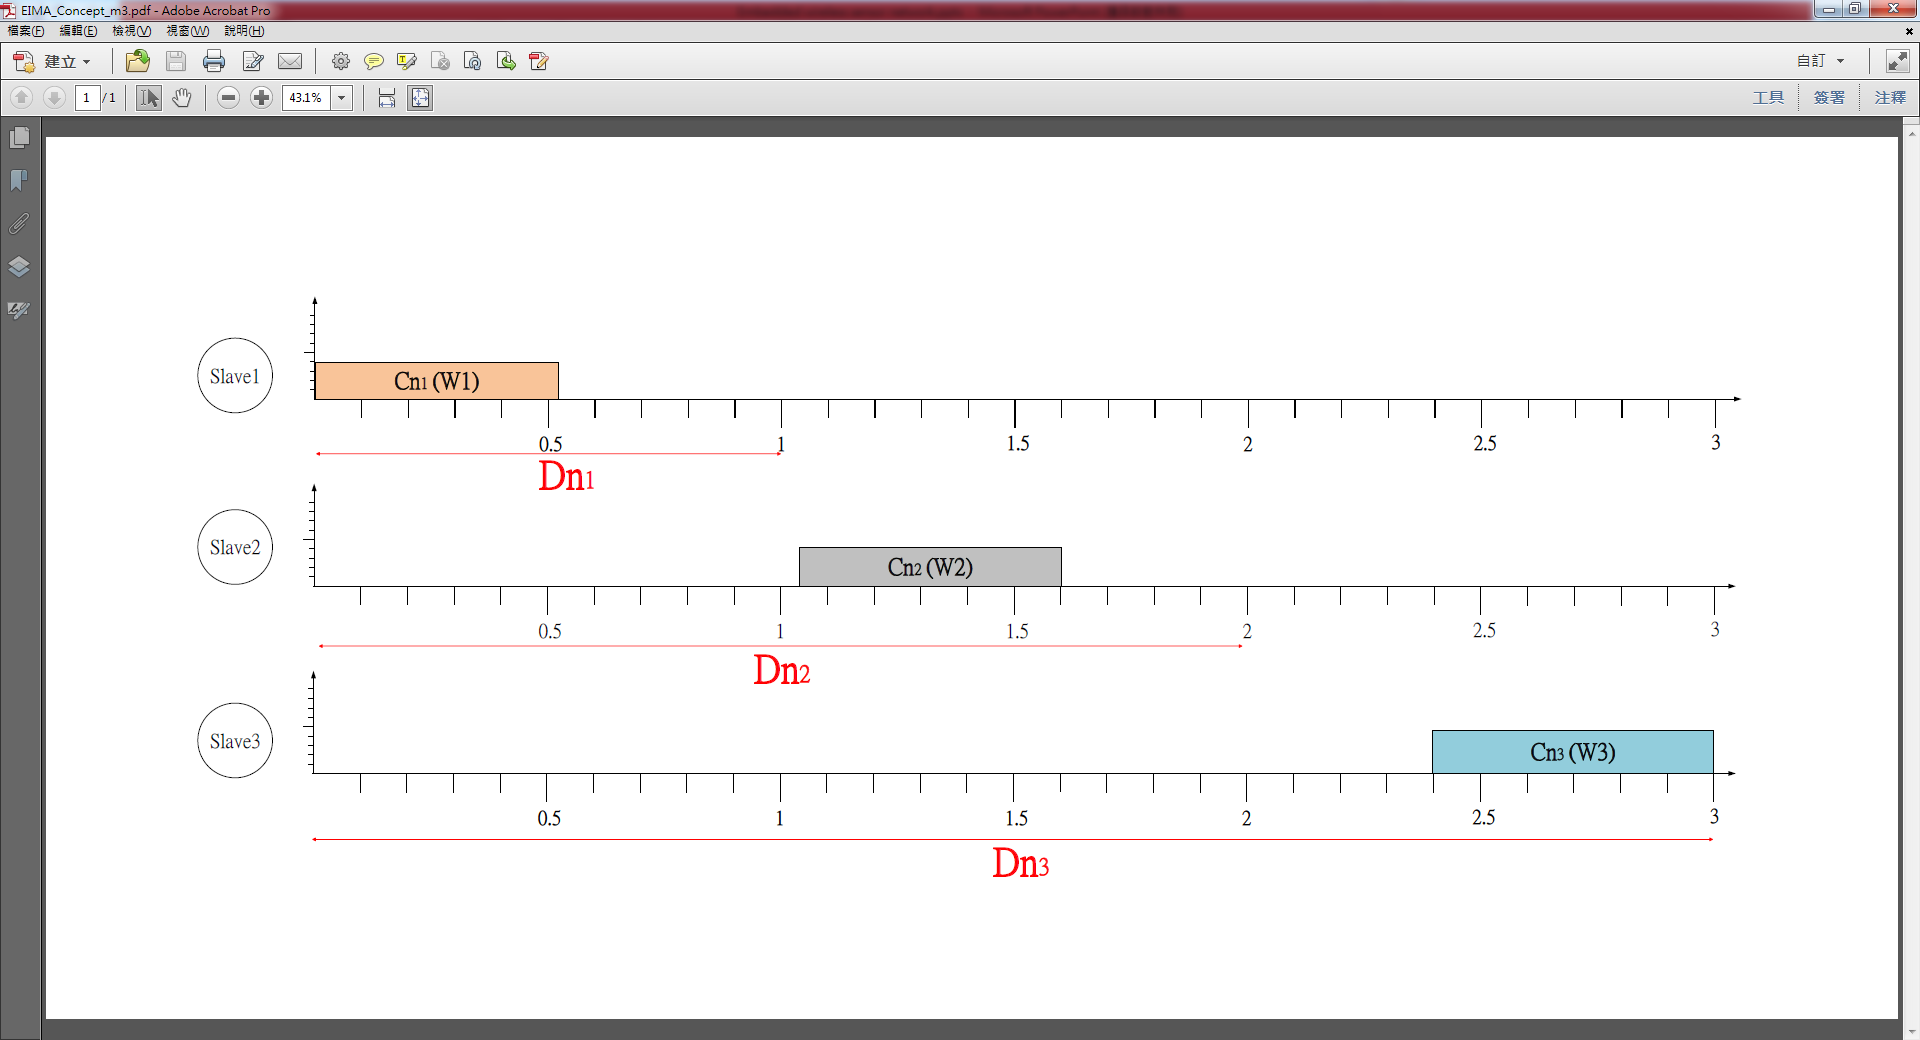 EIMA_Concept_m3.pdf - Adobe Acrobat Pro
檔案(F) 編輯(E) 檢視(V) 視窗(W) 說明(H)
建立 自訂
1 / 1 43.1% 工具 簽署 注釋
Slave1
Cn1 (W1)
0.5 1 1.5 2 2.5 3
Dn1
Slave2
Cn2 (W2)
0.5 1 1.5 2 2.5 3
Dn2
Slave3
Cn3 (W3)
0.5 1 1.5 2 2.5 3
Dn3